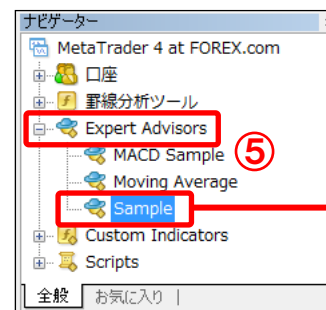 ナビゲーター
MetaTrader 4 at FOREX.com
口座
罫線分析ツール
Expert Advisors
MACD Sample
⑤
Moving Average
Sample
Custom Indicators
Scripts
全般 お気に入り |